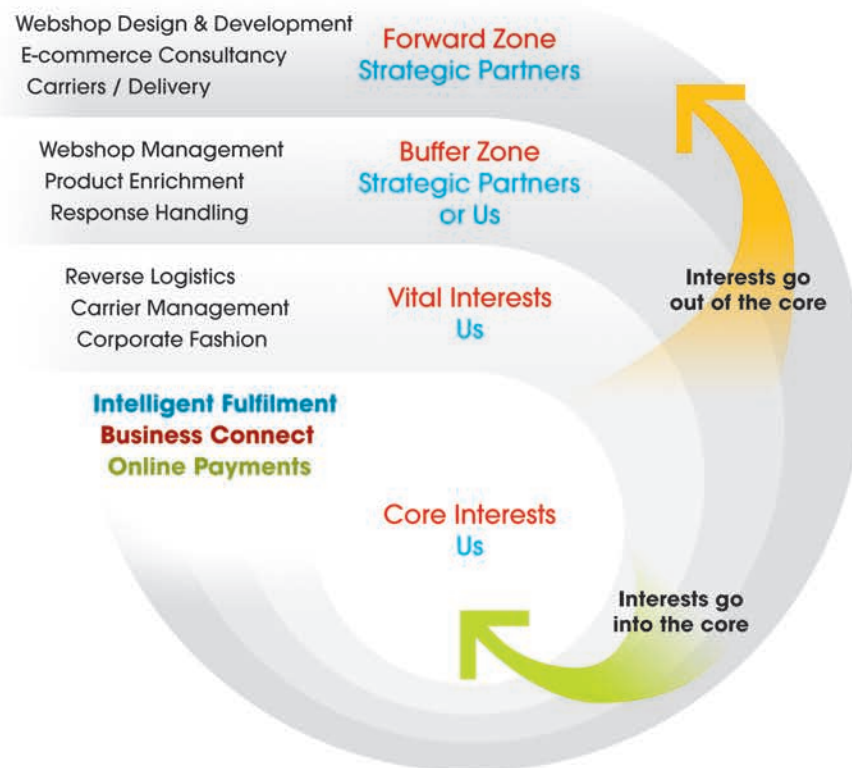 Webshop Design & Development
E-commerce Consultancy
Carriers / Delivery
Forward Zone
Strategic Partners
Webshop Management
Product Enrichment
Response Handling
Buffer Zone
Strategic Partners
or Us
Reverse Logistics
Carrier Management
Corporate Fashion
Vital Interests
Us
Interests go
out of the core
Intelligent Fulfilment
Business Connect
Online Payments
Core Interests
Us
Interests go
into the core